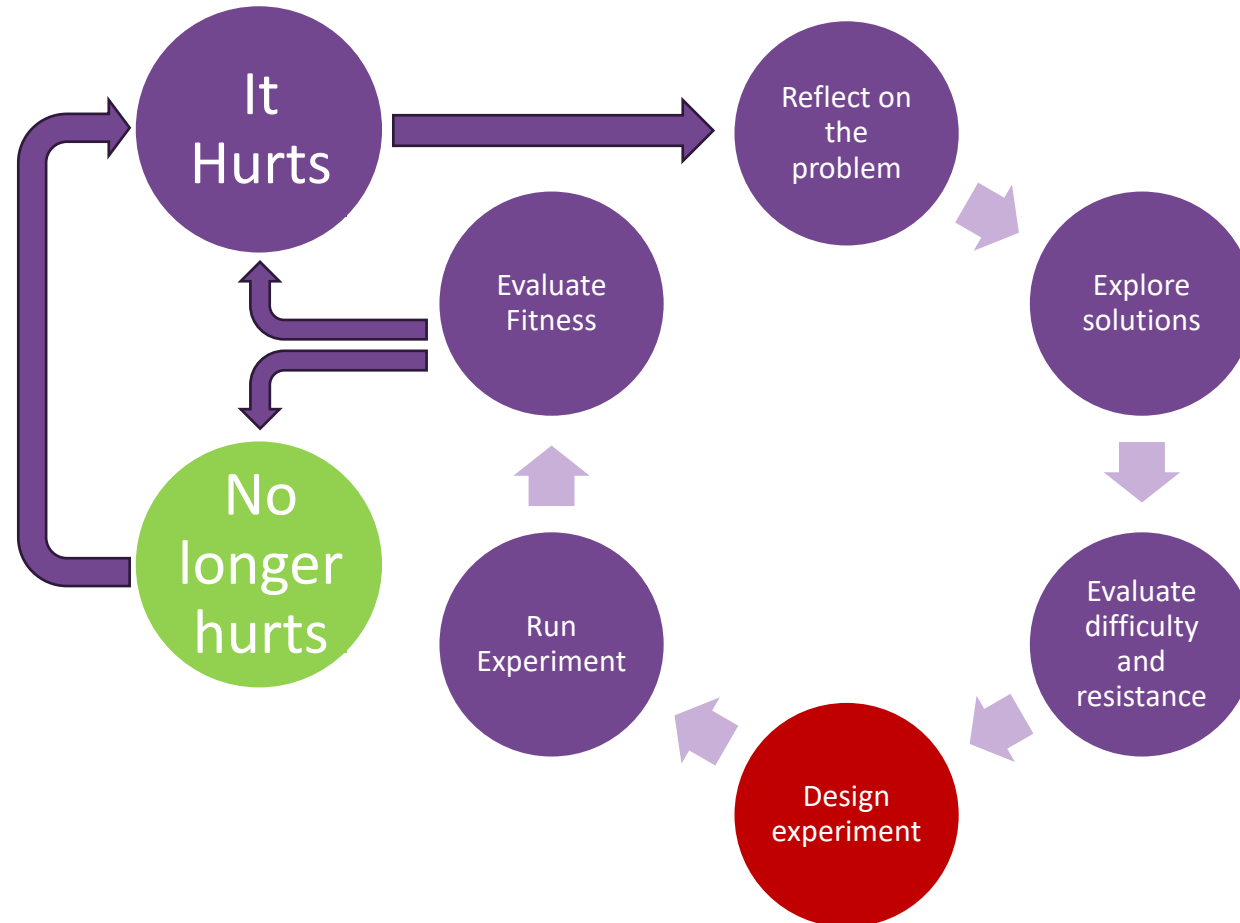 It
Hurts
Reflect on
the
problem
Explore
solutions
Evaluate
difficulty
and
resistance
Design
experiment
Run
Experiment
Evaluate
Fitness
No
longer
hurts